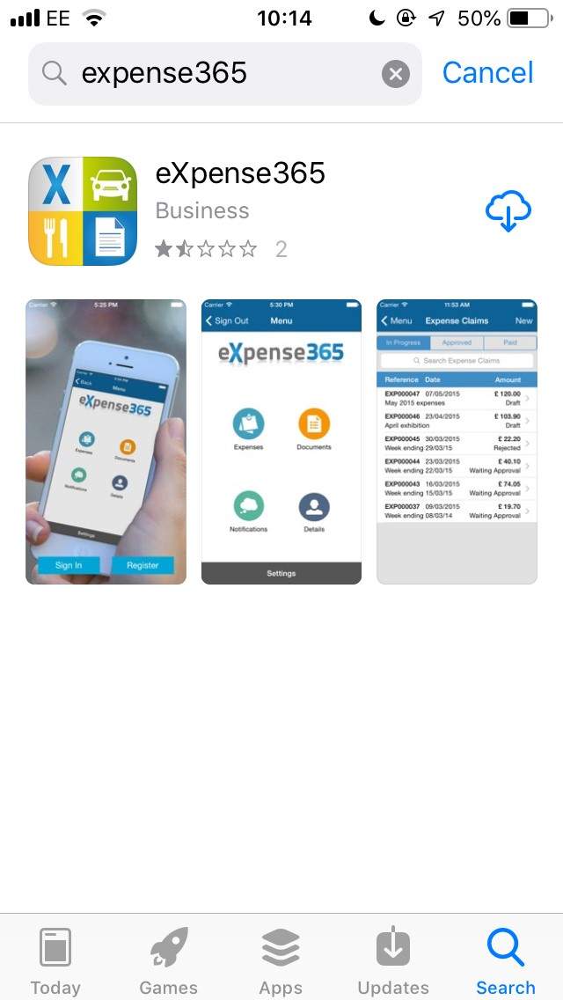 EE 10:14 50%
expense365 Cancel
X
eXpense365
Business
2
Carrier 5:25 PM
Back Menu
eXpense365
Expenses Documents
Notifications Details
Settings
Sign In Register
Carrier 5:30 PM
Sign Out Menu
eXpense365
Expenses Documents
Notifications Details
Settings
Carrier 11:53 AM
Menu Expense Claims New
In Progress Approved Paid
Search Expense Claims
Reference Date Amount
EXP000047 07/05/2015 £ 120.00
May 2015 expenses Draft
EXP000046 23/04/2015 £ 103.90
April exhibition Draft
EXP000045 30/03/2015 £ 22.20
Week ending 29/03/15 Rejected
EXP000044 23/03/2015 £ 40.10
Week ending 22/03/15 Waiting Approval
EXP000043 16/03/2015 £ 74.05
Week ending 15/03/15 Waiting Approval
EXP000037 09/03/2015 £ 19.70
Week ending 08/03/14 Waiting Approval
Today Games Apps Updates Search